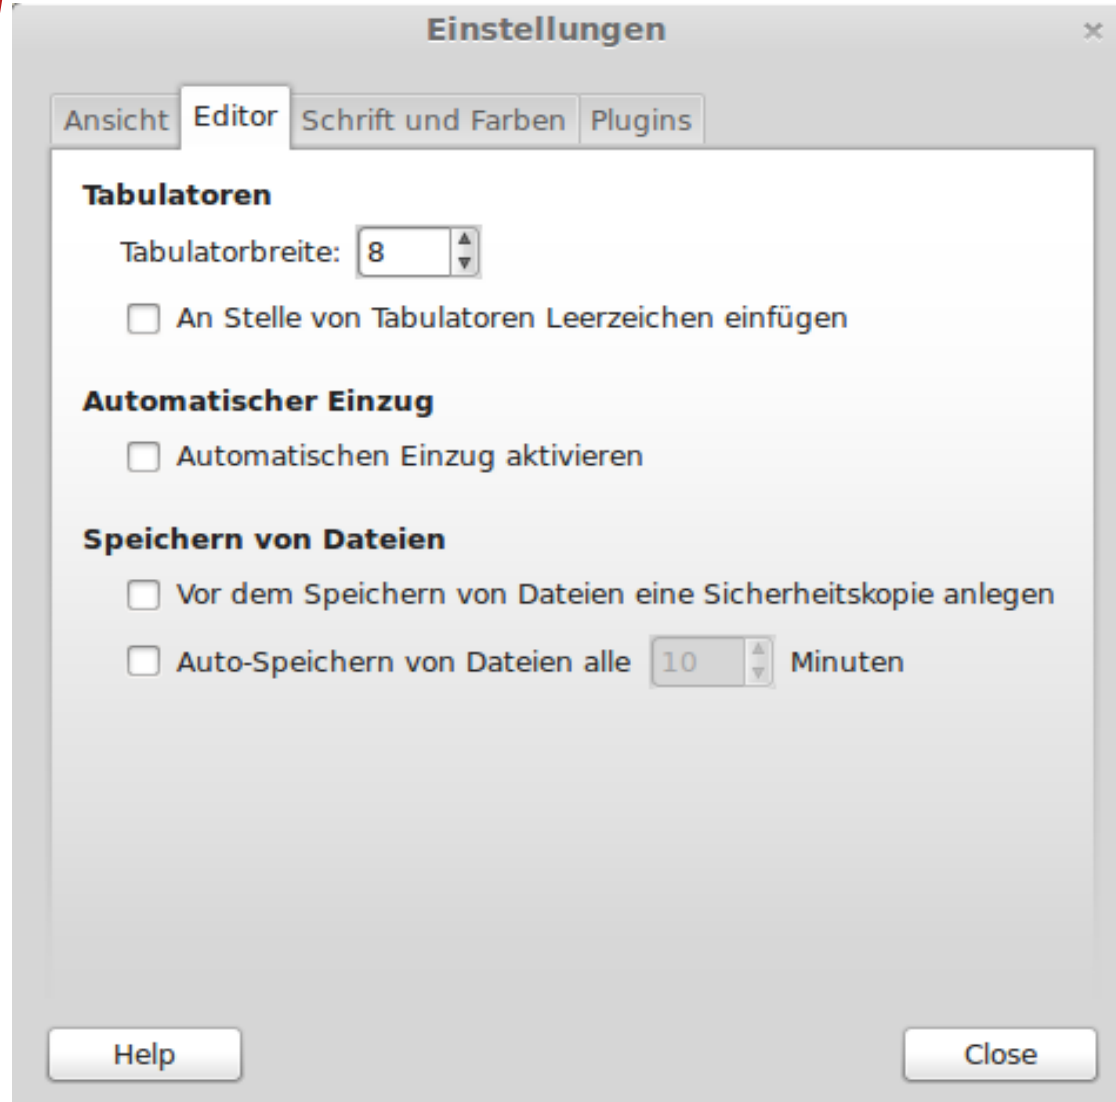 Einstellungen
Ansicht Editor Schrift und Farben Plugins
Tabulatoren
Tabulatorbreite: 8
An Stelle von Tabulatoren Leerzeichen einfügen
Automatischer Einzug
Automatischen Einzug aktivieren
Speichern von Dateien
Vor dem Speichern von Dateien eine Sicherheitskopie anlegen
Auto-Speichern von Dateien alle 10 Minuten
Help Close